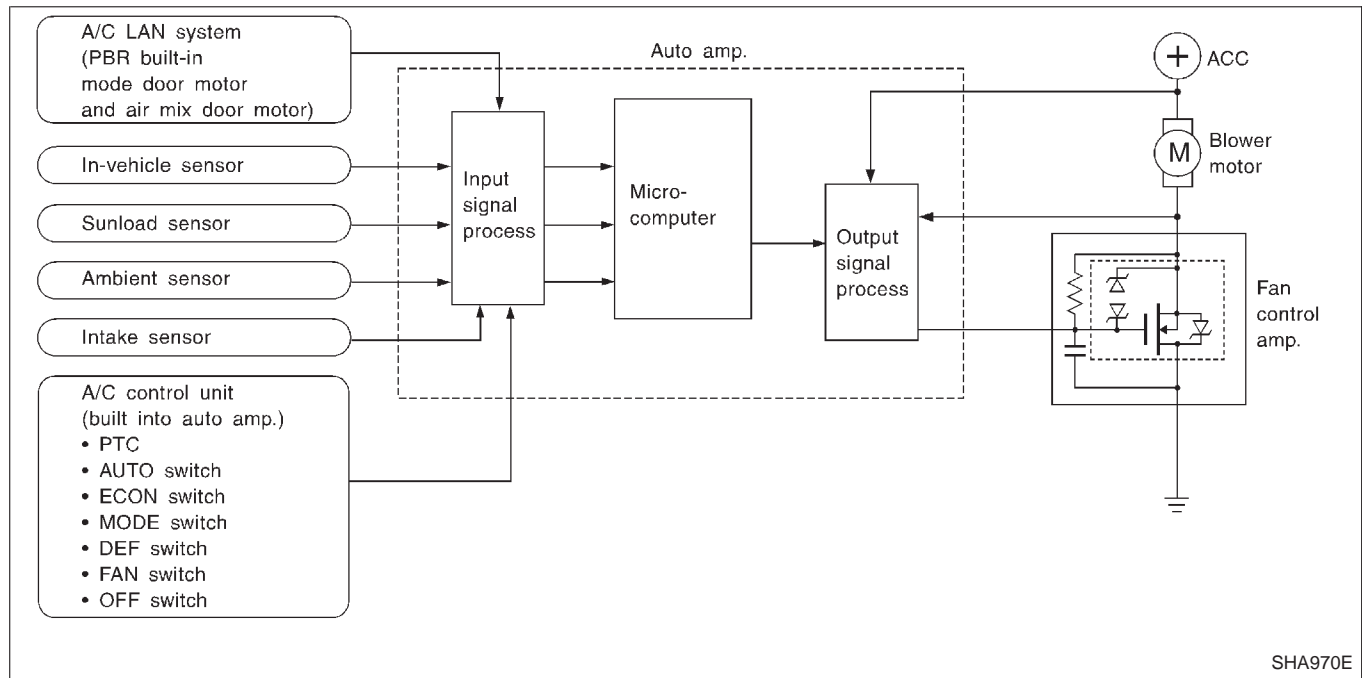 A/C LAN system
(PBR built-in
mode door motor
and air mix door motor)
In-vehicle sensor
Sunload sensor
Ambient sensor
Intake sensor
A/C control unit
(built into auto amp.)
• PTC
• AUTO switch
• ECON switch
• MODE switch
• DEF switch
• FAN switch
• OFF switch
Auto amp.
Input
signal
process
Micro-
computer
Output
signal
process
+
ACC
M
Blower
motor
Fan
control
amp.
SHA970E